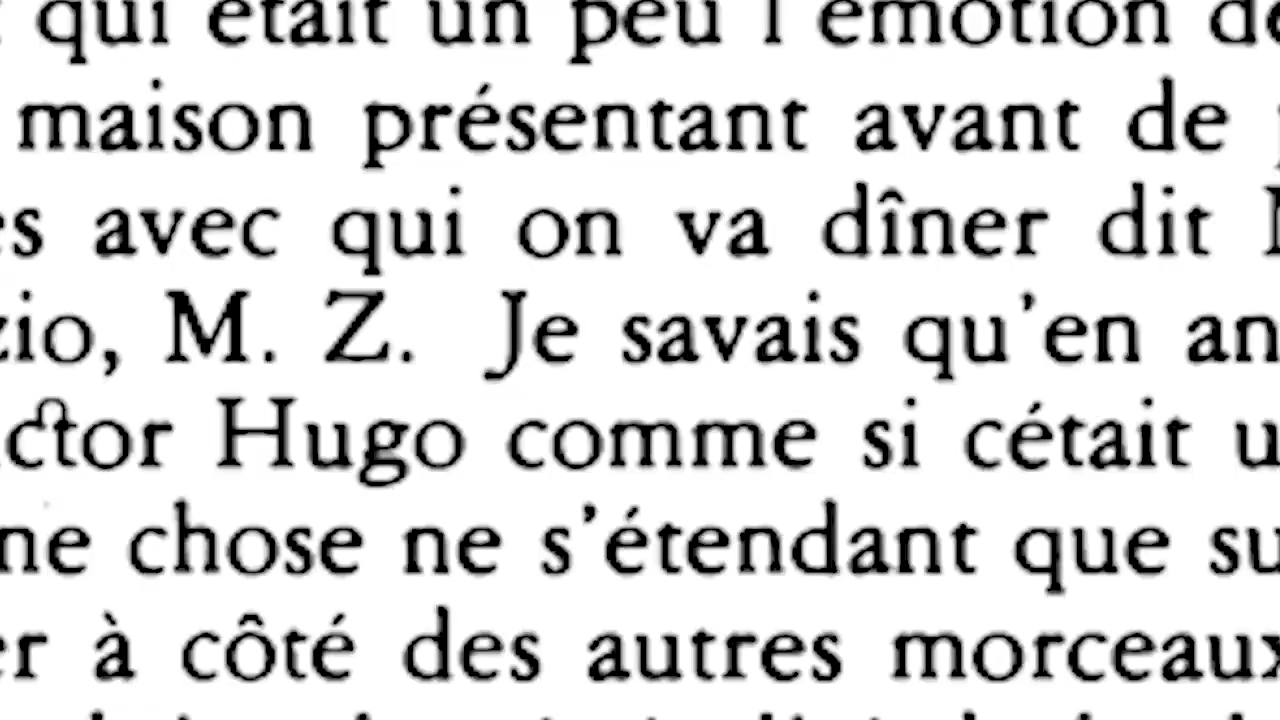 qui était un peu l'émotion de
maison présentant avant de
es avec qui on va dîner dit
zio, M. Z. Je savais qu'en an
ctor Hugo comme si cétait u
ne chose ne s'étendant que su
er à côté des autres morceaux